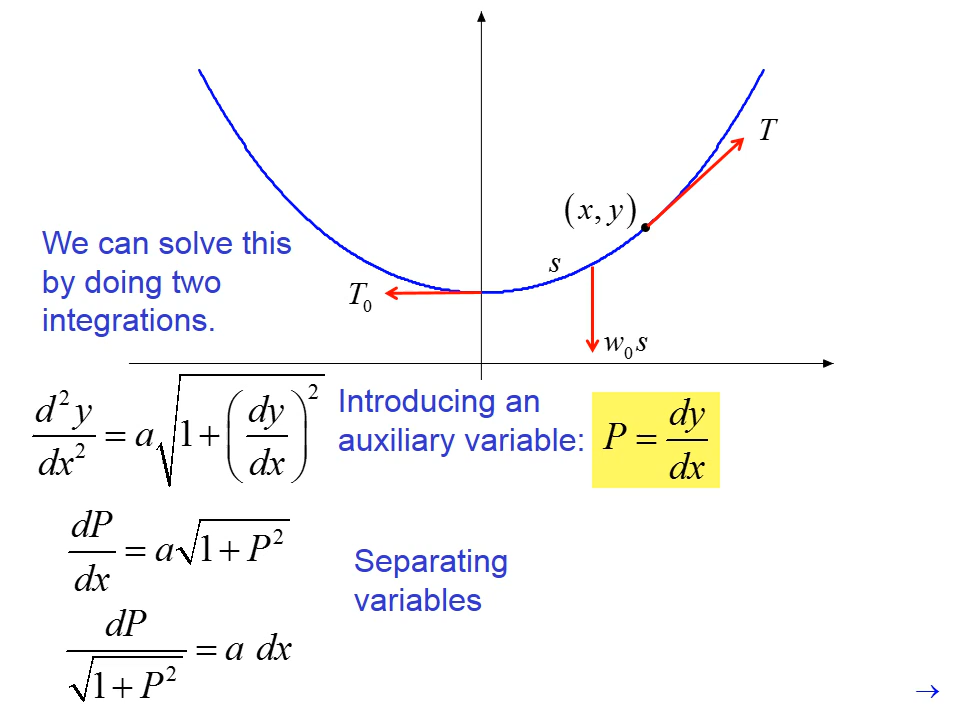 T
(x, y)
s
T₀
w₀s
We can solve this
by doing two
integrations.
d²y/dx² = a√(1+(dy/dx)²)
Introducing an
auxiliary variable:
P = dy/dx
dP/dx = a√(1+P²)
Separating
variables
dP/√(1+P²) = a dx
→